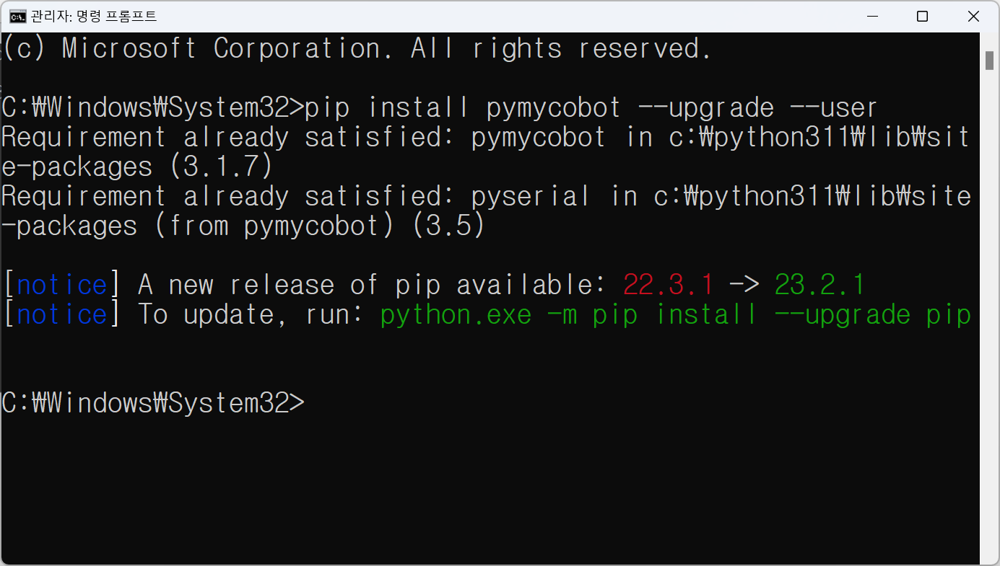 관리자: 명령 프롬프트
(c) Microsoft Corporation. All rights reserved.
C:₩Windows₩System32>pip install pymycobot --upgrade --user
Requirement already satisfied: pymycobot in c:₩python311₩lib₩sit
e-packages (3.1.7)
Requirement already satisfied: pyserial in c:₩python311₩lib₩site
-packages (from pymycobot) (3.5)
[notice] A new release of pip available: 22.3.1 -> 23.2.1
[notice] To update, run: python.exe -m pip install --upgrade pip
C:₩Windows₩System32>